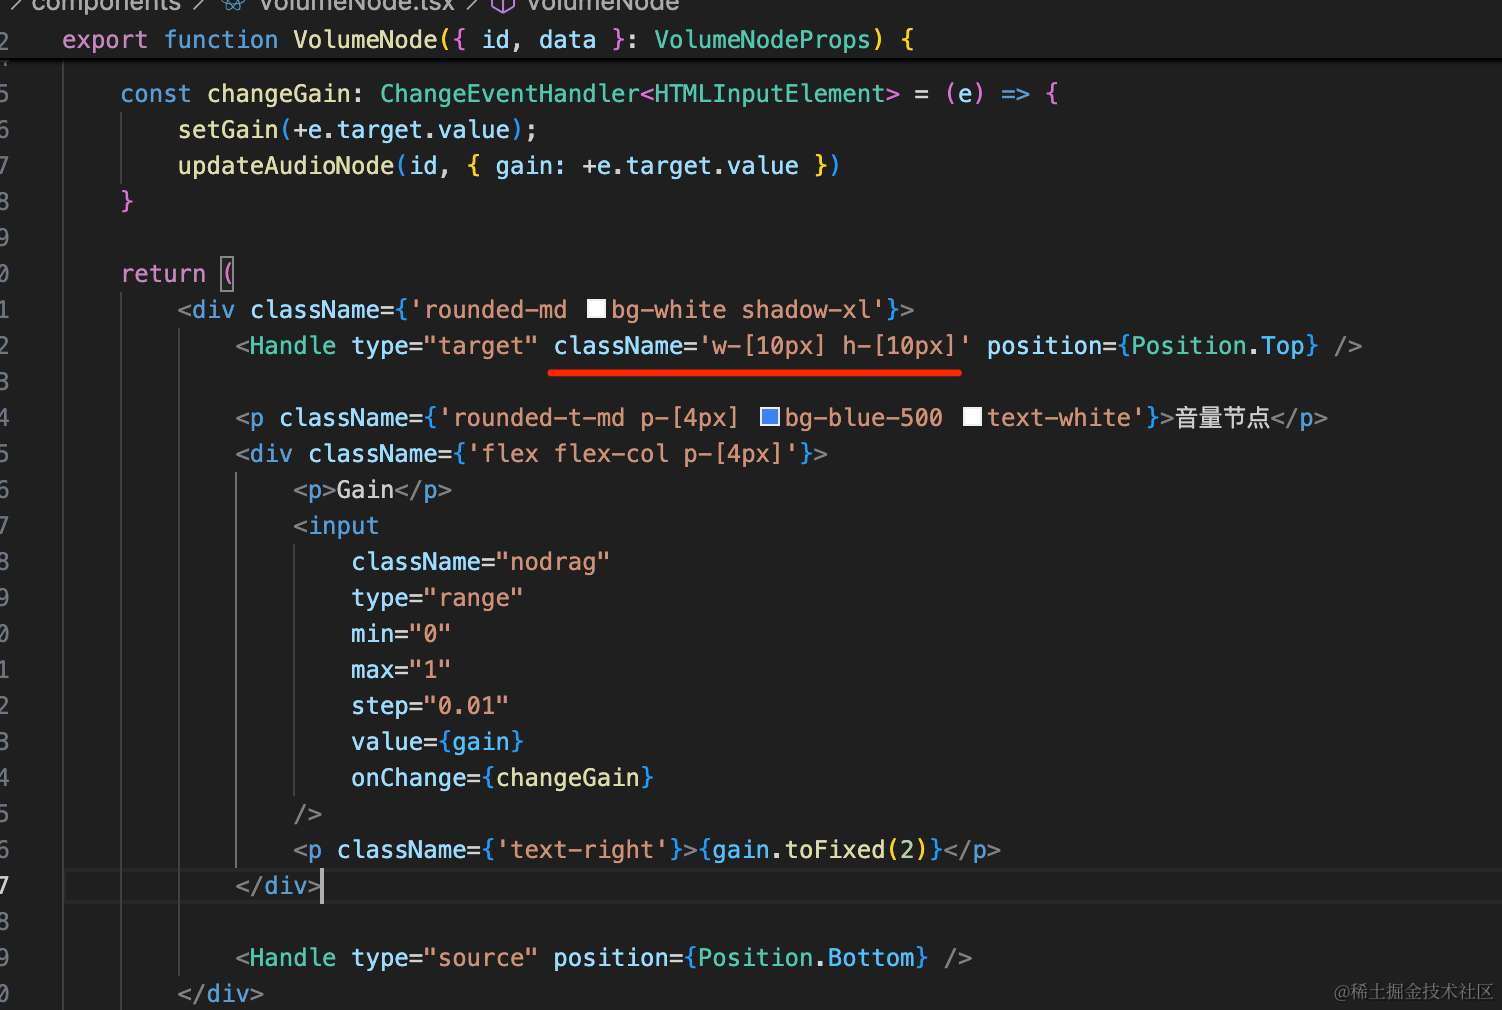 components > VolumeNode.tsx > VolumeNode
2 export function VolumeNode({ id, data }: VolumeNodeProps) {
5 const changeGain: ChangeEventHandler<HTMLInputElement> = (e) => {
6 setGain(+e.target.value);
7 updateAudioNode(id, { gain: +e.target.value })
8 }
9
0 return (
1 <div className={'rounded-md bg-white shadow-xl'}>
2 <Handle type="target" className='w-[10px] h-[10px]' position={Position.Top} />
3
4 <p className={'rounded-t-md p-[4px] bg-blue-500 text-white'}>音量节点</p>
5 <div className={'flex flex-col p-[4px]'}>
6 <p>Gain</p>
7 <input
8 className="nodrag"
9 type="range"
0 min="0"
1 max="1"
2 step="0.01"
3 value={gain}
4 onChange={changeGain}
5 />
6 <p className={'text-right'}>{gain.toFixed(2)}</p>
7 </div>
8
9 <Handle type="source" position={Position.Bottom} />
0 </div>
@稀土掘金技术社区